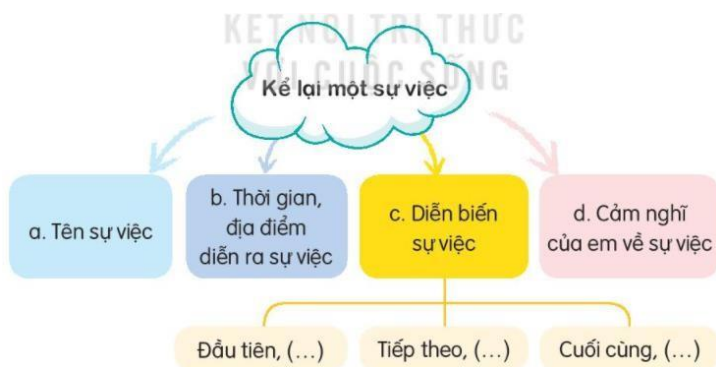 KẾT NỐI TRI THỨC
VỚI CUỘC SỐNG
Kể lại một sự việc
a. Tên sự việc
b. Thời gian,
địa điểm
diễn ra sự việc
c. Diễn biến
sự việc
d. Cảm nghĩ
của em về sự việc
Đầu tiên, (...)
Tiếp theo, (...)
Cuối cùng, (...)